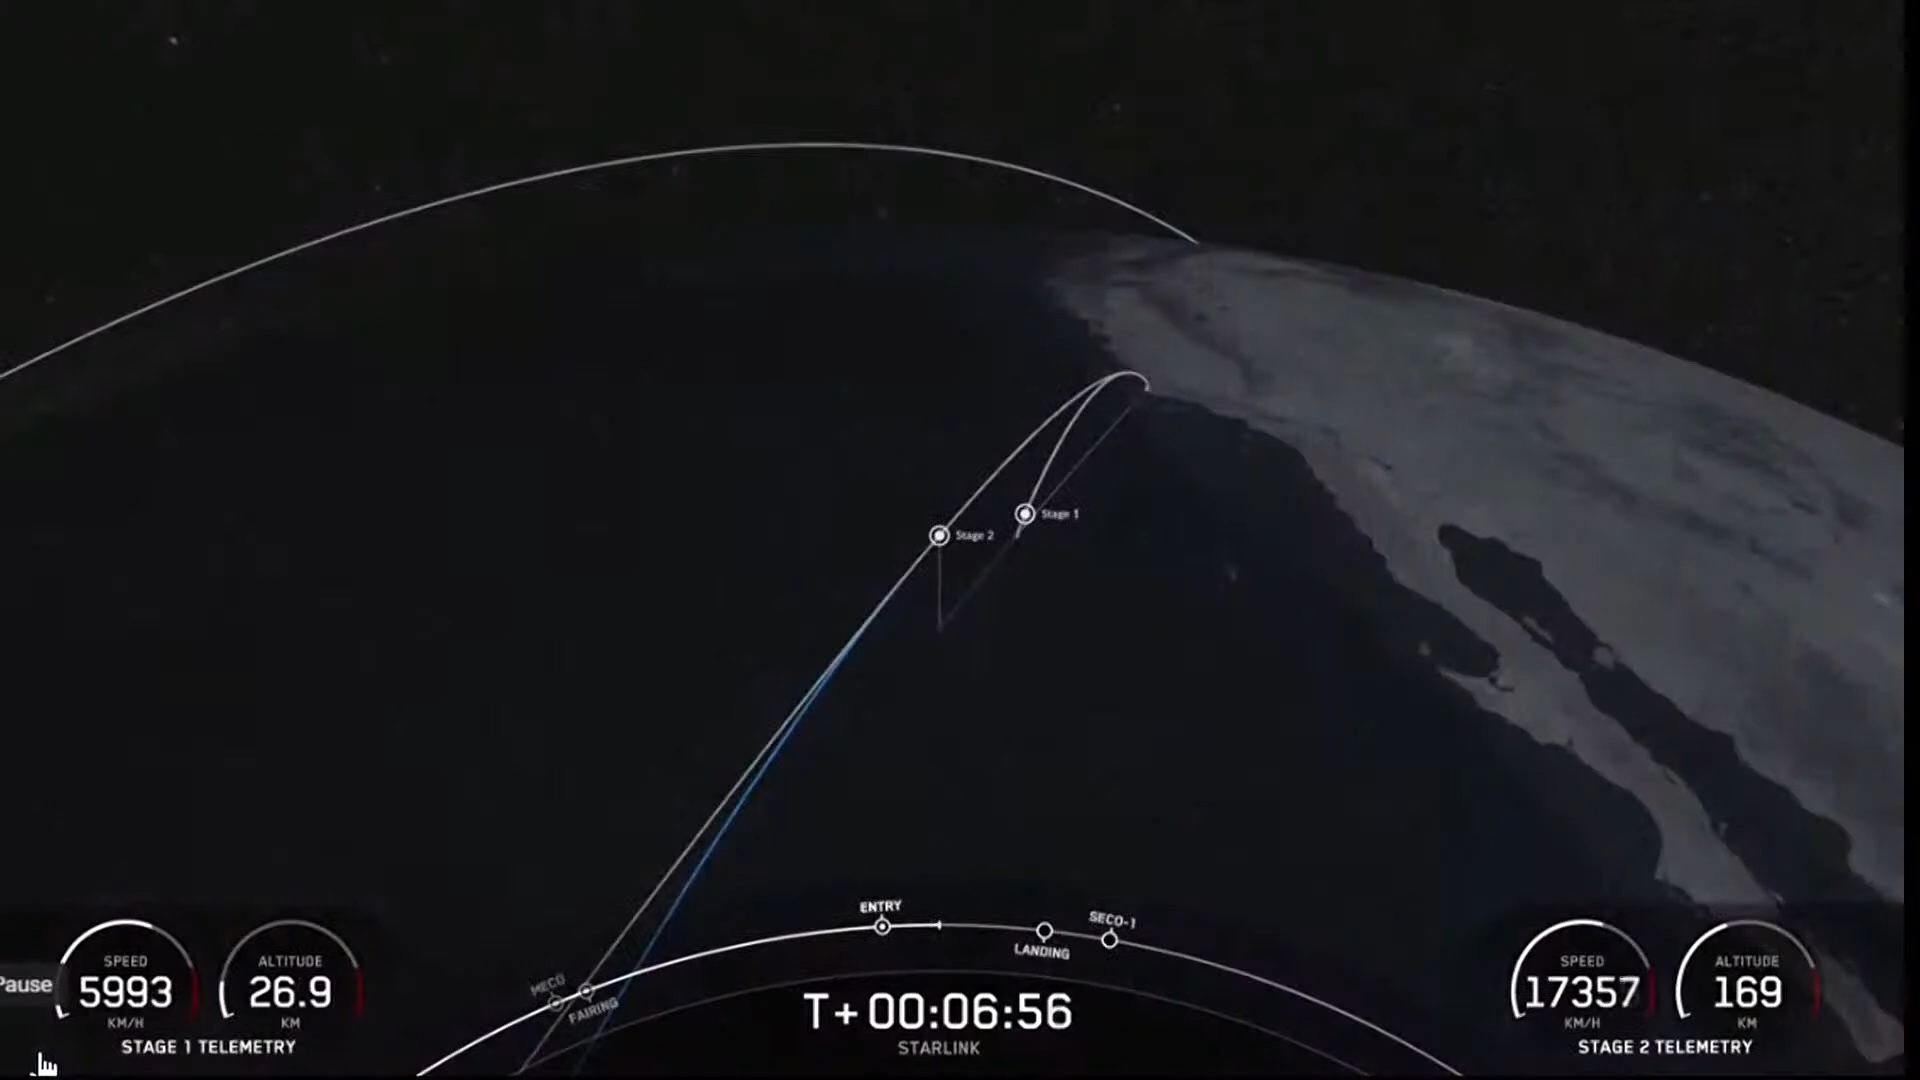 Stage 1
Stage 2
ENTRY
SECO-1
LANDING
MECO
FAIRING
Pause
SPEED
5993
KM/H
ALTITUDE
26.9
KM
STAGE 1 TELEMETRY
T+ 00:06:56
STARLINK
SPEED
17357
KM/H
ALTITUDE
169
KM
STAGE 2 TELEMETRY